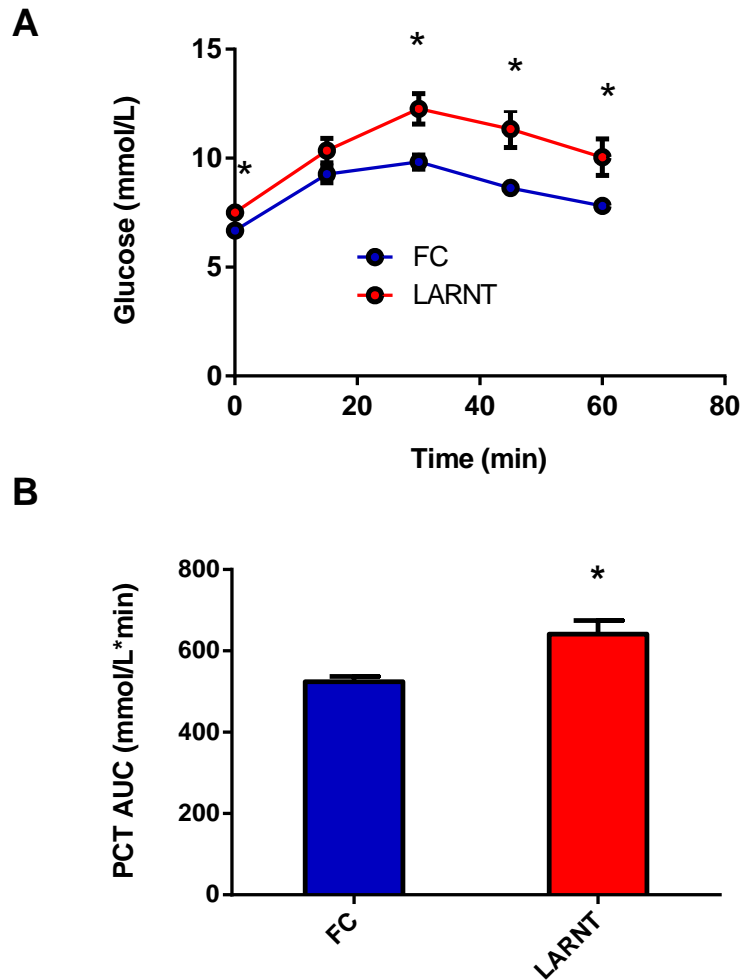 A
*
*
*
*
15
10
5
0
Glucose (mmol/L)
FC
LARNT
0 20 40 60 80
Time (min)
B
*
800
600
400
200
0
PCT AUC (mmol/L*min)
FC
LARNT